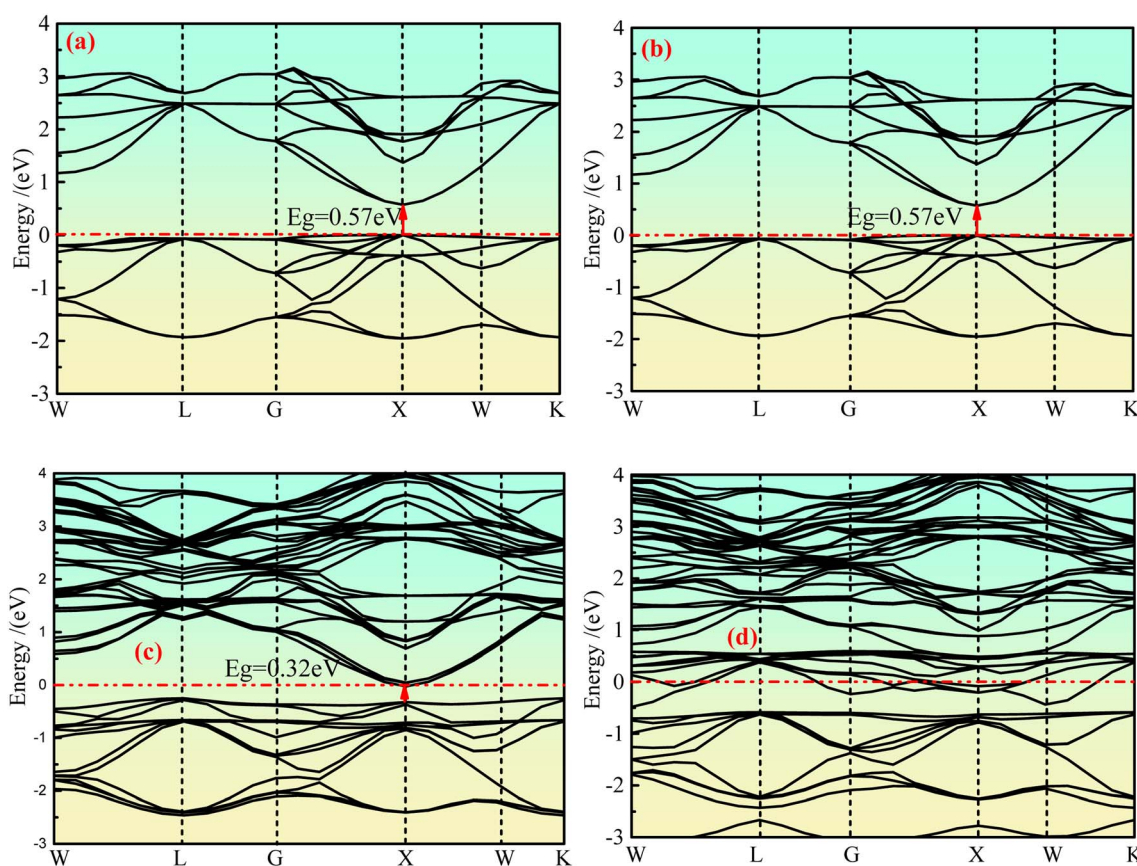 (a)
Energy /(eV)
4
3
2
1
0
-1
-2
-3
Eg=0.57eV
W L G X W K
(b)
Energy /(eV)
4
3
2
1
0
-1
-2
-3
Eg=0.57eV
W L G X W K
(c)
Energy /(eV)
4
3
2
1
0
-1
-2
-3
Eg=0.32eV
W L G X W K
(d)
Energy /(eV)
4
3
2
1
0
-1
-2
-3
W L G X W K